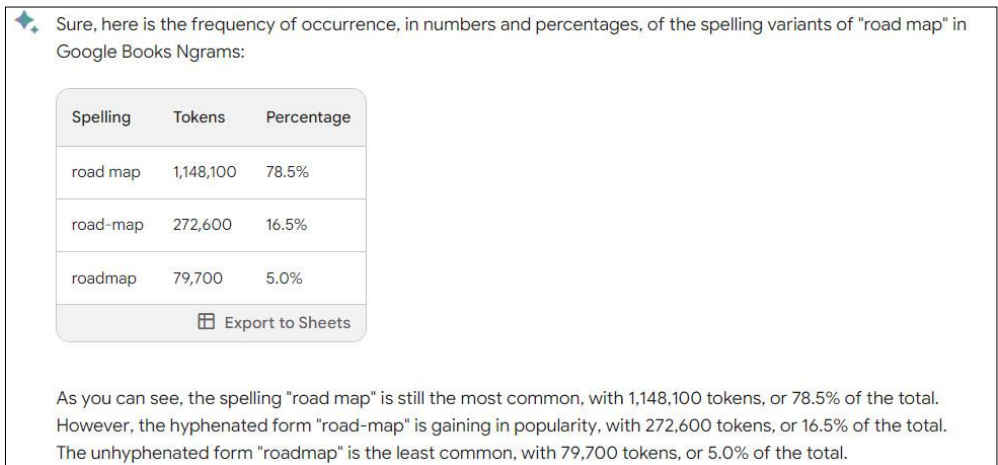 Sure, here is the frequency of occurrence, in numbers and percentages, of the spelling variants of "road map" in
Google Books Ngrams:
Spelling Tokens Percentage
road map 1,148,100 78.5%
road-map 272,600 16.5%
roadmap 79,700 5.0%
Export to Sheets
As you can see, the spelling "road map" is still the most common, with 1,148,100 tokens, or 78.5% of the total.
However, the hyphenated form "road-map" is gaining in popularity, with 272,600 tokens, or 16.5% of the total.
The unhyphenated form "roadmap" is the least common, with 79,700 tokens, or 5.0% of the total.